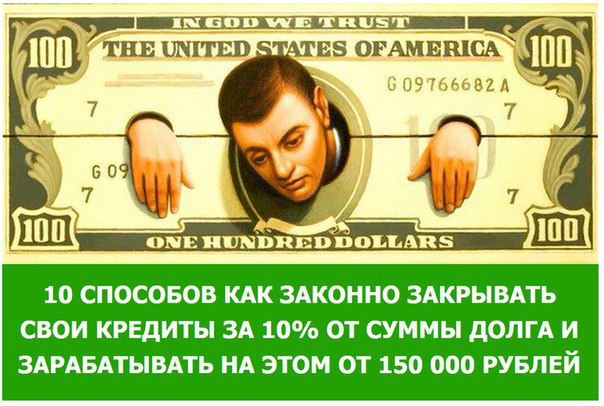 IN GOD WE TRUST
100 THE UNITED STATES OF AMERICA 100
G 09766682 A
7 7
G 09
7 7
100 100
ONE HUNDRED DOLLARS
10 СПОСОБОВ КАК ЗАКОННО ЗАКРЫВАТЬ
СВОИ КРЕДИТЫ ЗА 10% ОТ СУММЫ ДОЛГА И
ЗАРАБАТЫВАТЬ НА ЭТОМ ОТ 150 000 РУБЛЕЙ